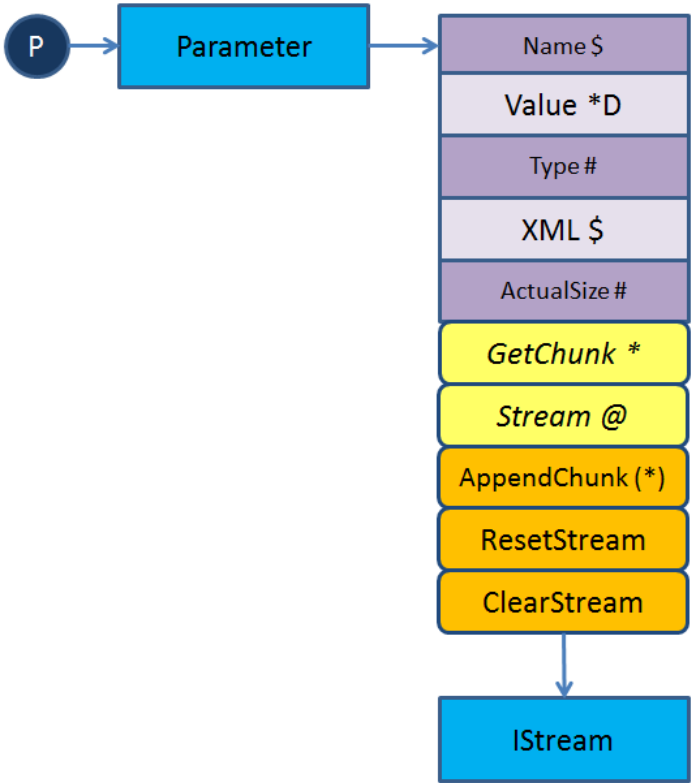 P
Parameter
Name $
Value *D
Type #
XML $
ActualSize #
GetChunk *
Stream @
AppendChunk (*)
ResetStream
ClearStream
IStream